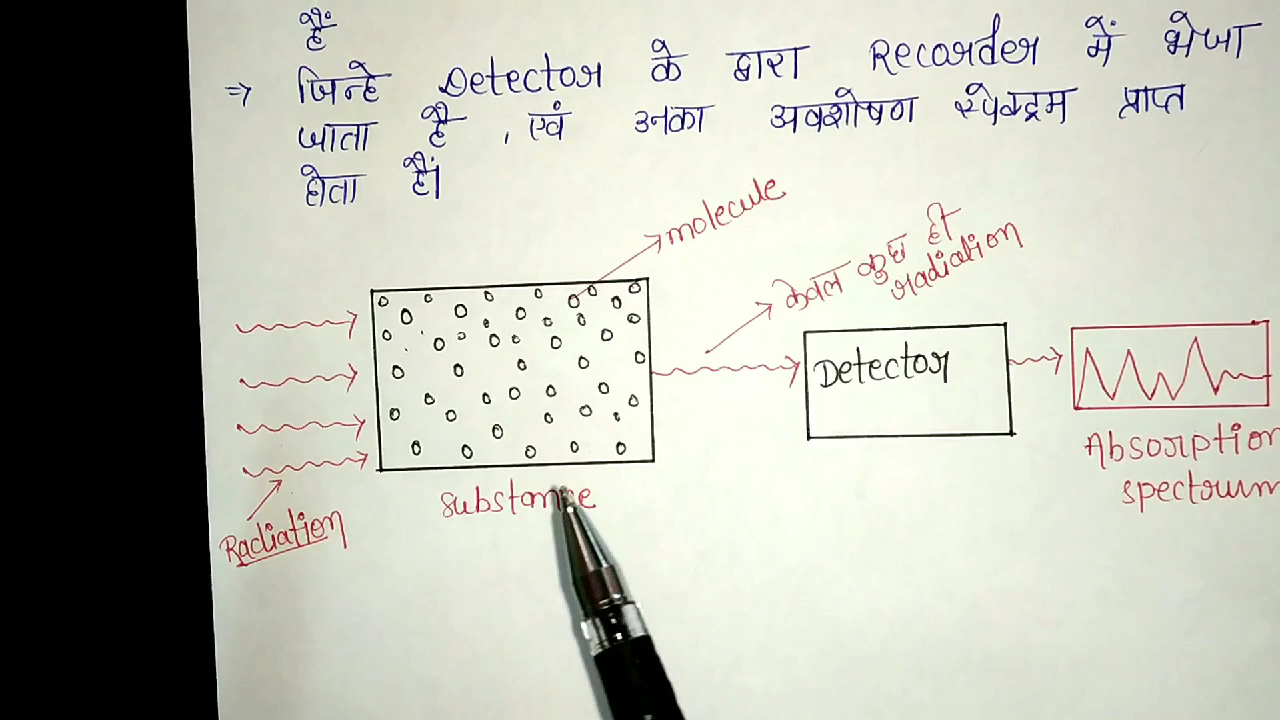 हैं
⇒ जिन्हे Detector के द्वारा Recorder में भेजा
जाता है , एवं उनका अवशोषण स्पेक्ट्रम प्राप्त
होता हैं।
molecule
केवल कुछ ही
radiation
Detector
Radiation
substance
Absorption
spectrum